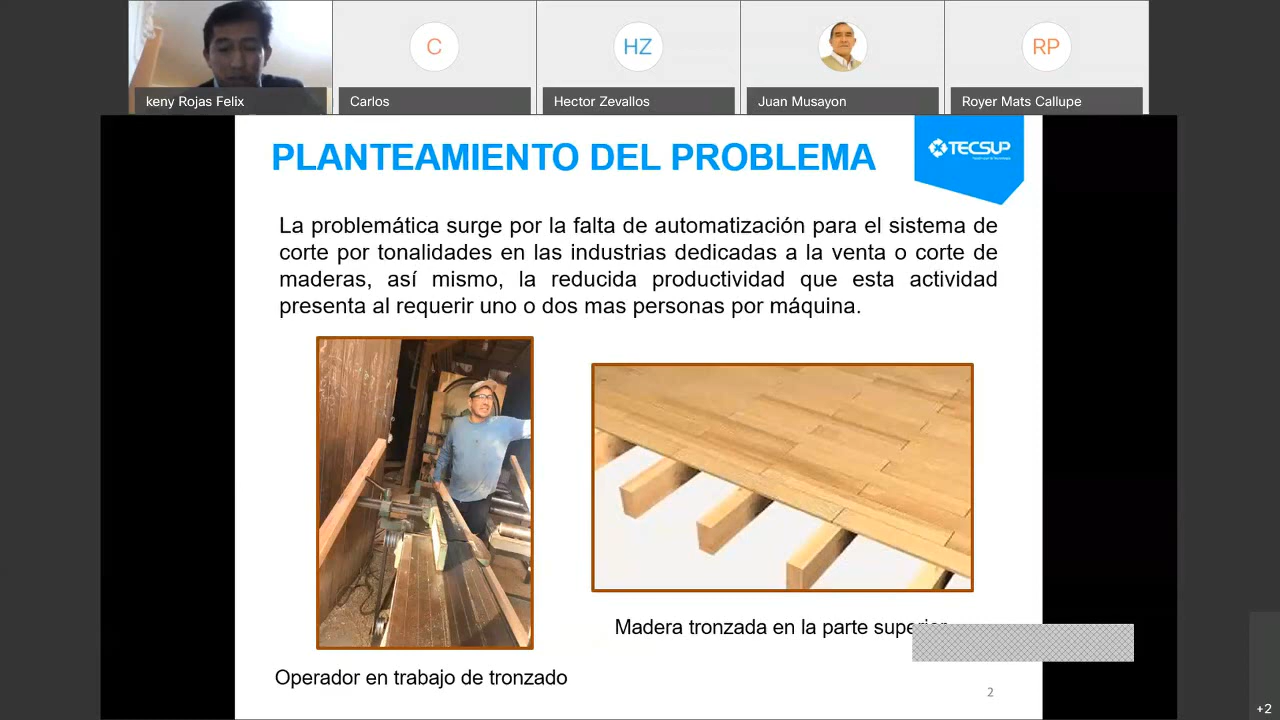 C
HZ
RP
keny Rojas Felix
Carlos
Hector Zevallos
Juan Musayon
Royer Mats Callupe
PLANTEAMIENTO DEL PROBLEMA
TECSUP
La problemática surge por la falta de automatización para el sistema de
corte por tonalidades en las industrias dedicadas a la venta o corte de
maderas, así mismo, la reducida productividad que esta actividad
presenta al requerir uno o dos mas personas por máquina.
Madera tronzada en la parte superior
Operador en trabajo de tronzado
2
+2